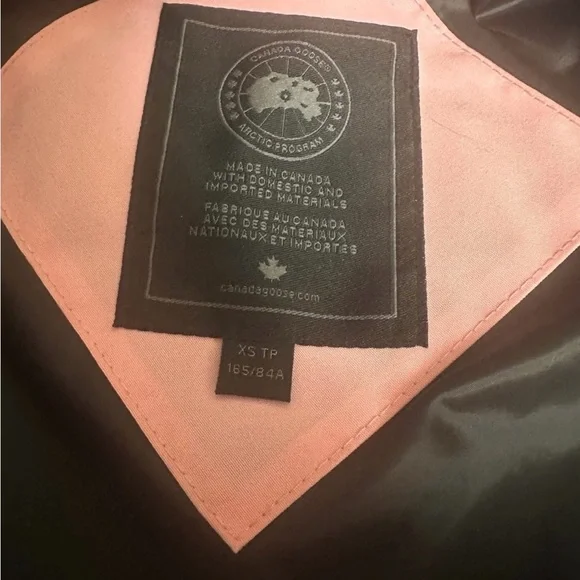 CANADA GOOSE
ARCTIC PROGRAM
MADE IN CANADA
WITH DOMESTIC AND
IMPORTED MATERIALS
FABRIQUÉ AU CANADA
AVEC DES MATERIAUX
NATIONAUX ET IMPORTÉS
canadagoose.com
XS TP
165/84A